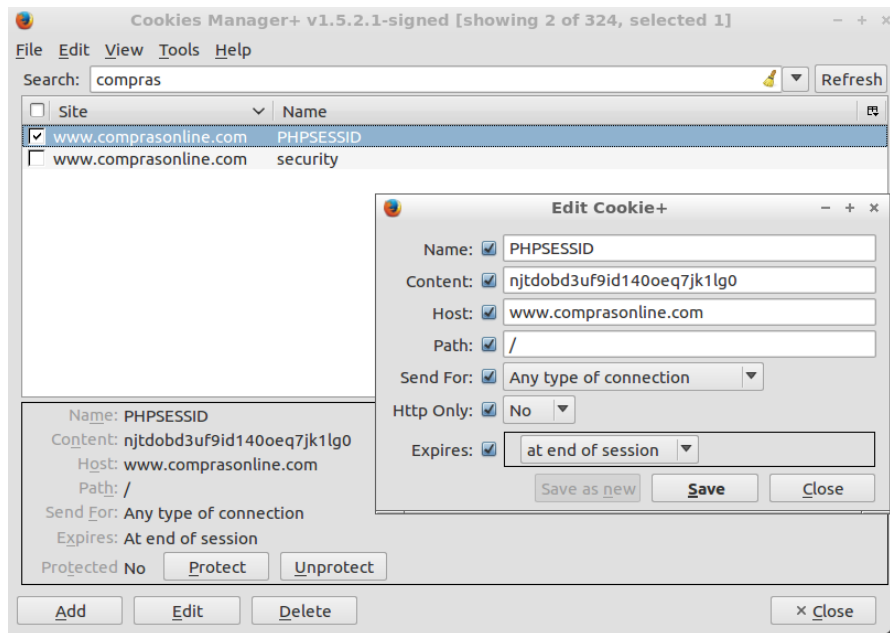 Cookies Manager+ v1.5.2.1-signed [showing 2 of 324, selected 1]
File Edit View Tools Help
Search: compras Refresh
Site Name
www.comprasonline.com PHPSESSID
www.comprasonline.com security
Edit Cookie+
Name: PHPSESSID
Content: njtdobd3uf9id140oeq7jk1lg0
Host: www.comprasonline.com
Path: /
Send For: Any type of connection
Http Only: No
Expires: at end of session
Save as new Save Close
Name: PHPSESSID
Content: njtdobd3uf9id140oeq7jk1lg0
Host: www.comprasonline.com
Path: /
Send For: Any type of connection
Expires: At end of session
Protected No Protect Unprotect
Add Edit Delete × Close